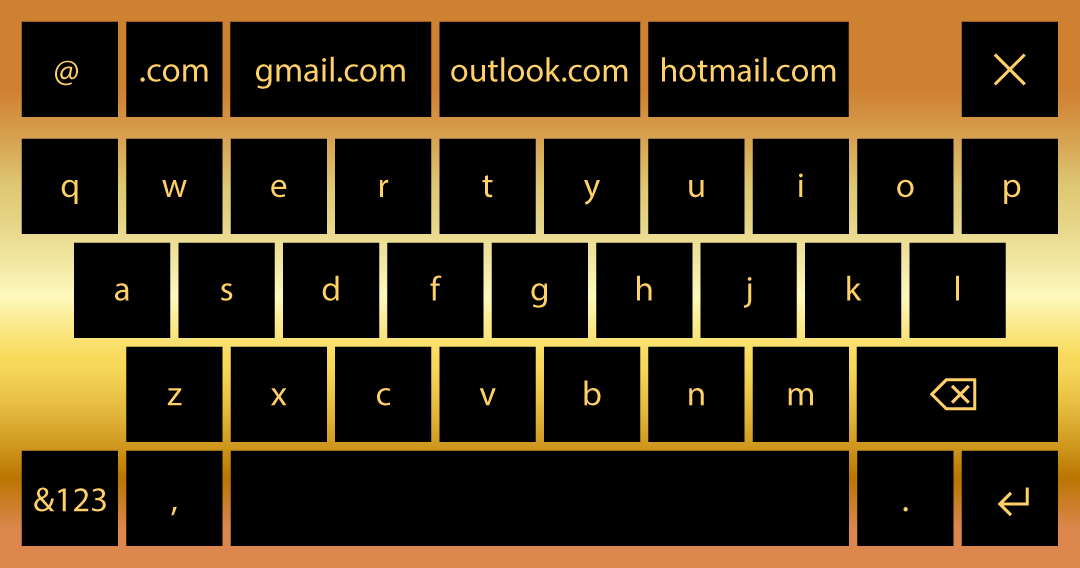 @ .com gmail.com outlook.com hotmail.com
q w e r t y u i o p
a s d f g h j k l
z x c v b n m
&123 , .